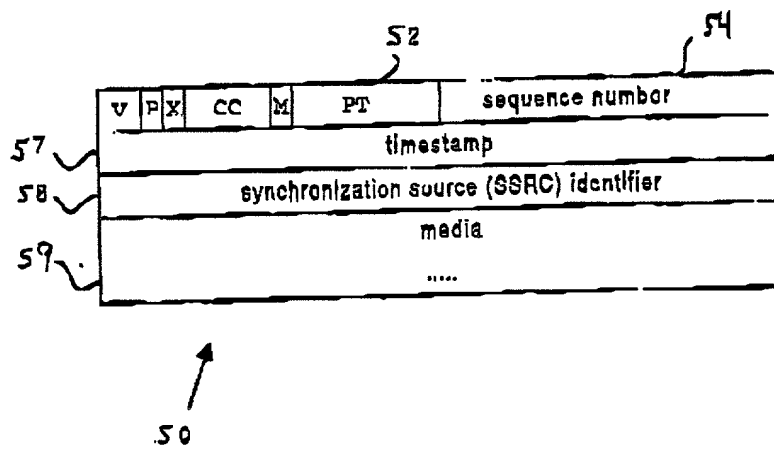 52 54
V P X CC M PT sequence number
57 timestamp
58 synchronization source (SSRC) identifier
media
59 .....
50